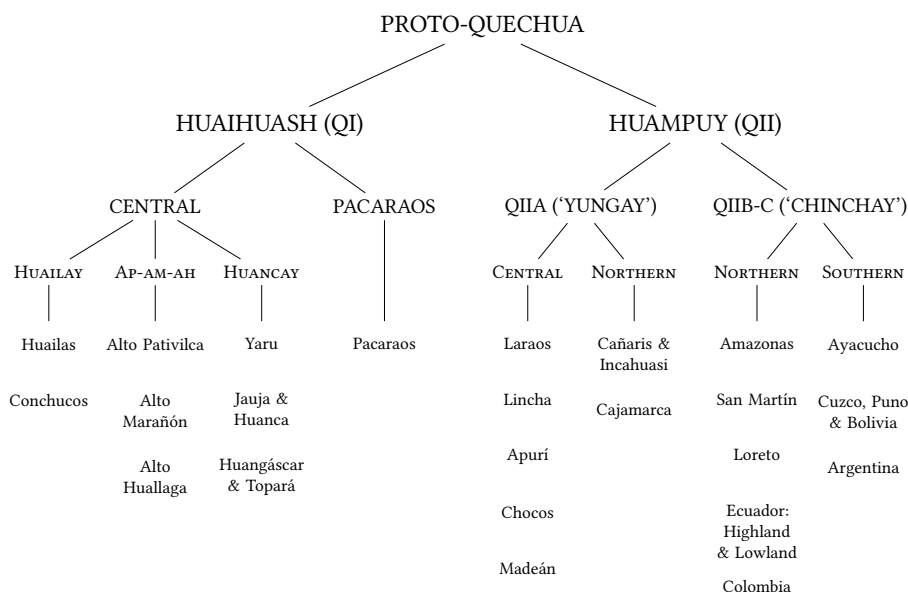 PROTO-QUECHUA
HUAIHUASH (QI)
HUAMPUY (QII)
CENTRAL
PACARAOS
QIIA (‘YUNGAY’)
QIIB-C (‘CHINCHAY’)
Huailay
Ap-am-ah
Huancay
Central
Northern
Northern
Southern
Huailas
Conchucos
Alto Pativilca
Alto
Marañón
Alto
Huallaga
Yaru
Jauja &
Huanca
Huangáscar
& Topará
Pacaraos
Laraos
Lincha
Apurí
Chocos
Madeán
Cañaris &
Incahuasi
Cajamarca
Amazonas
San Martín
Loreto
Ecuador:
Highland
& Lowland
Colombia
Ayacucho
Cuzco, Puno
& Bolivia
Argentina